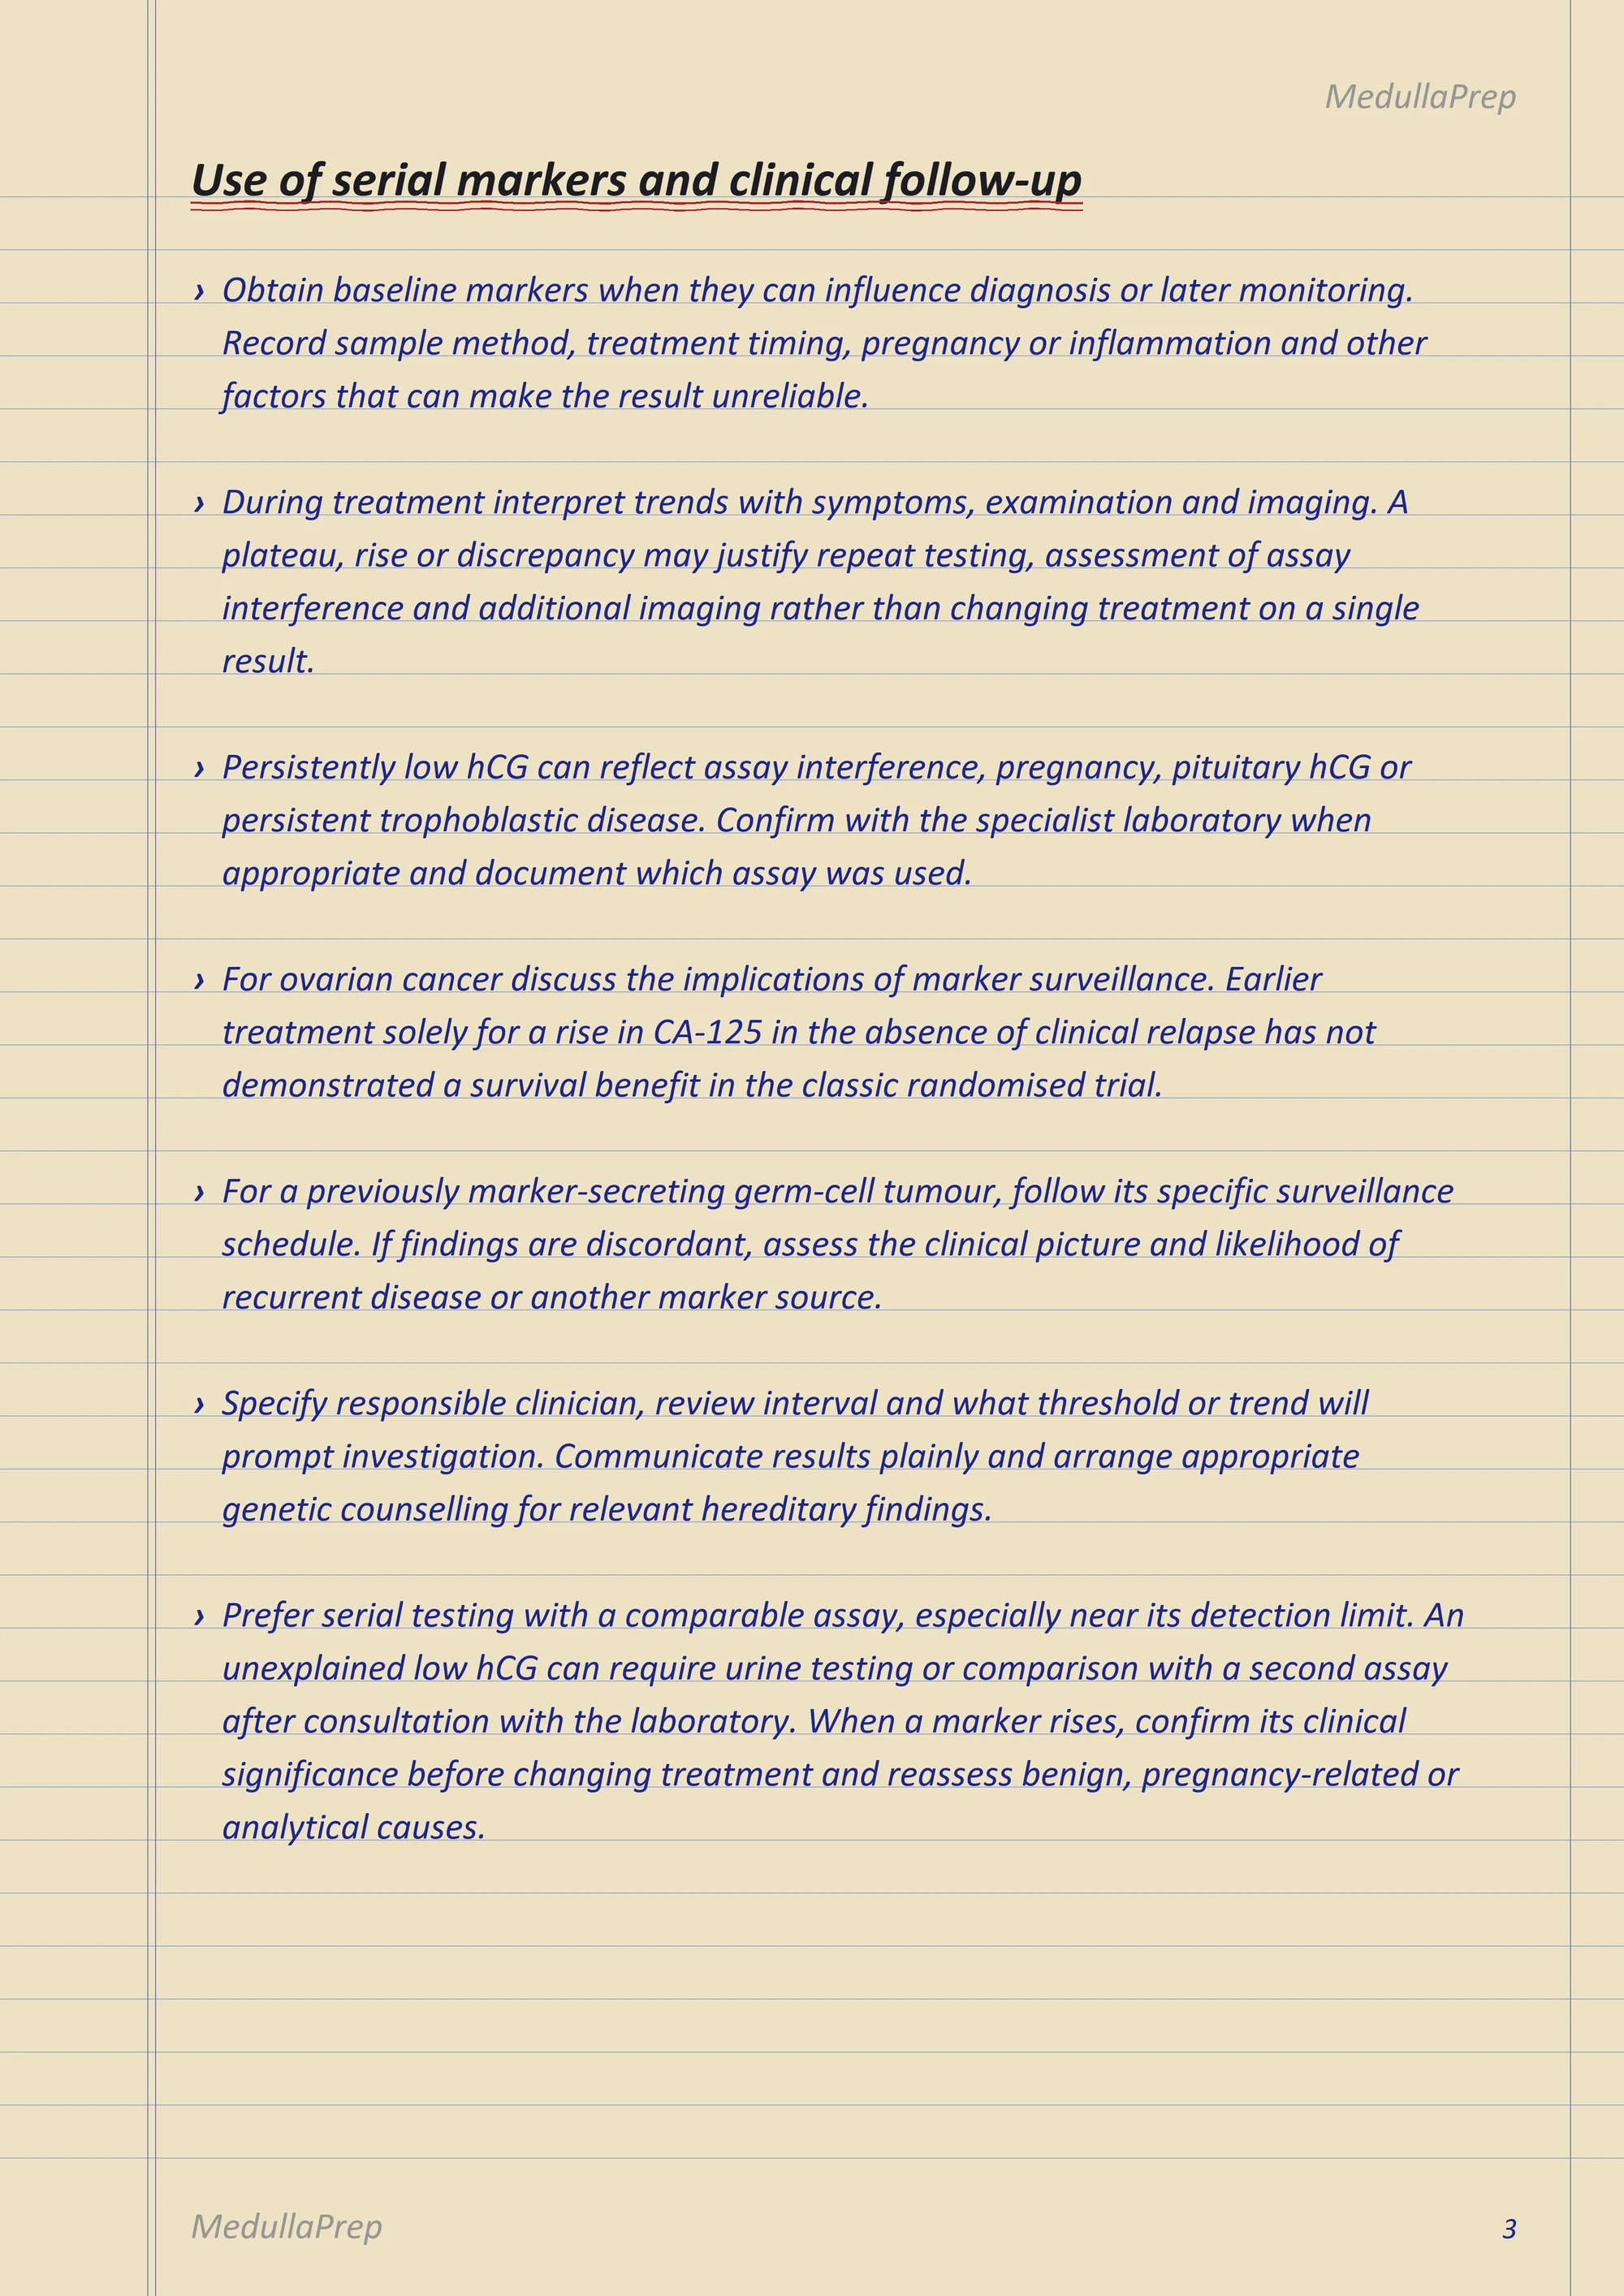 MedullaPrep
Use of serial markers and clinical follow-up
› Obtain baseline markers when they can influence diagnosis or later monitoring.
Record sample method, treatment timing, pregnancy or inflammation and other
factors that can make the result unreliable.
› During treatment interpret trends with symptoms, examination and imaging. A
plateau, rise or discrepancy may justify repeat testing, assessment of assay
interference and additional imaging rather than changing treatment on a single
result.
› Persistently low hCG can reflect assay interference, pregnancy, pituitary hCG or
persistent trophoblastic disease. Confirm with the specialist laboratory when
appropriate and document which assay was used.
› For ovarian cancer discuss the implications of marker surveillance. Earlier
treatment solely for a rise in CA-125 in the absence of clinical relapse has not
demonstrated a survival benefit in the classic randomised trial.
› For a previously marker-secreting germ-cell tumour, follow its specific surveillance
schedule. If findings are discordant, assess the clinical picture and likelihood of
recurrent disease or another marker source.
› Specify responsible clinician, review interval and what threshold or trend will
prompt investigation. Communicate results plainly and arrange appropriate
genetic counselling for relevant hereditary findings.
› Prefer serial testing with a comparable assay, especially near its detection limit. An
unexplained low hCG can require urine testing or comparison with a second assay
after consultation with the laboratory. When a marker rises, confirm its clinical
significance before changing treatment and reassess benign, pregnancy-related or
analytical causes.
MedullaPrep
3